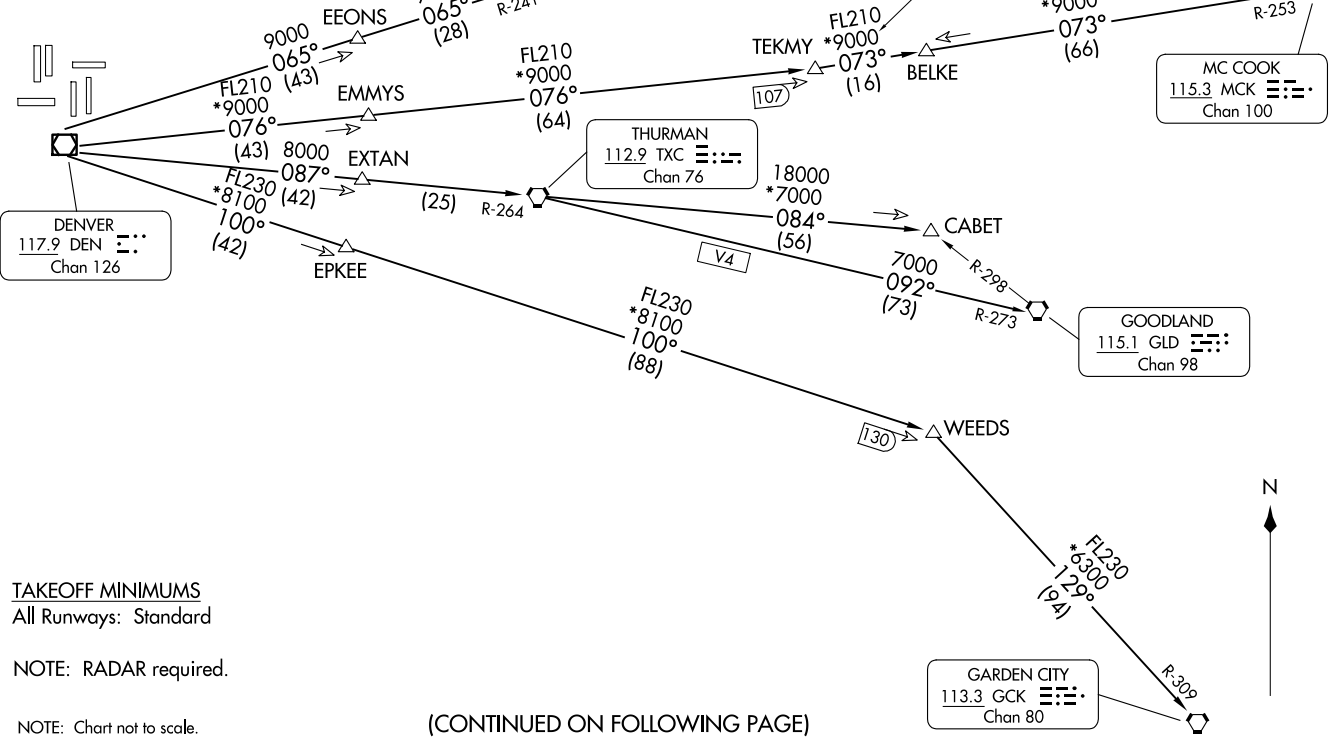 EEONS
9000
065°
(43)
065°
(28)
R-241
FL210
*9000
076°
(43)
EMMYS
FL210
*9000
076°
(64)
TEKMY
107
FL210
*9000
073°
(16)
BELKE
*9000
073°
(66)
R-253
MC COOK
115.3 MCK
Chan 100
8000
087°
(42)
EXTAN
(25)
R-264
THURMAN
112.9 TXC
Chan 76
18000
*7000
084°
(56)
CABET
V4
7000
092°
(73)
R-273
R-298
GOODLAND
115.1 GLD
Chan 98
DENVER
117.9 DEN
Chan 126
FL230
*8100
100°
(42)
EPKEE
FL230
*8100
100°
(88)
130
WEEDS
FL230
*6300
129°
(94)
R-309
GARDEN CITY
113.3 GCK
Chan 80
N
TAKEOFF MINIMUMS
All Runways: Standard
NOTE: RADAR required.
NOTE: Chart not to scale.
(CONTINUED ON FOLLOWING PAGE)